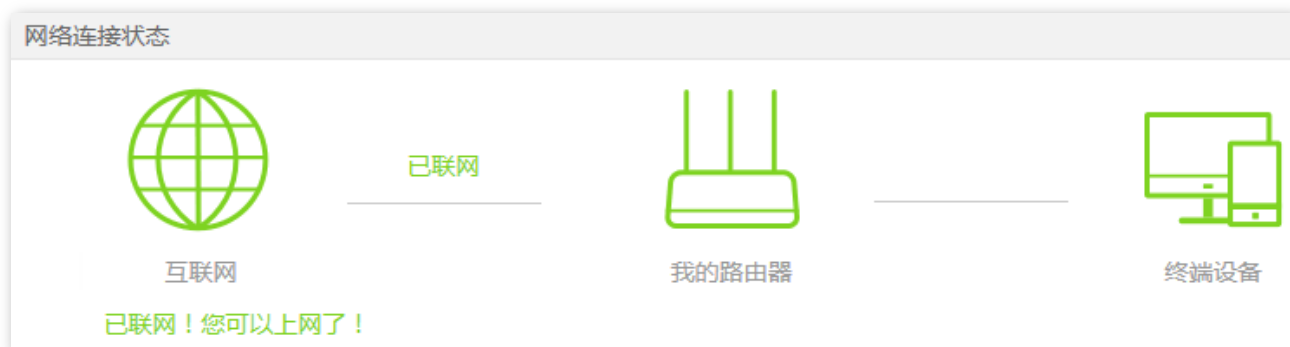 网络连接状态
已联网
互联网
我的路由器
终端设备
已联网！您可以上网了！